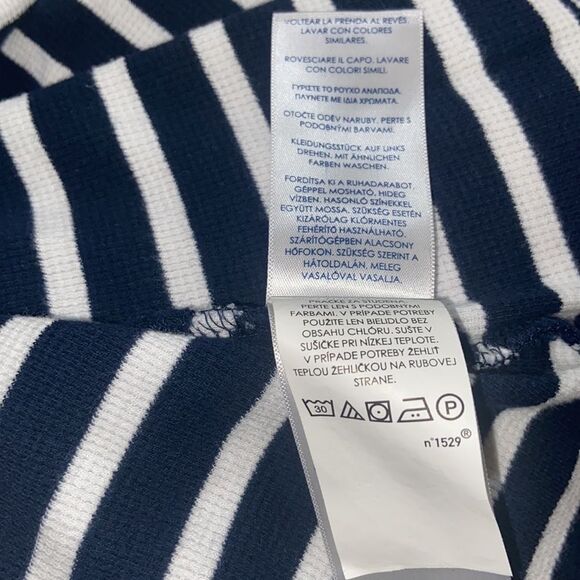 VOLTEAR LA PRENDA AL REVÉS.
LAVAR CON COLORES
SIMILARES.
ROVESCIARE IL CAPO. LAVARE
CON COLORI SIMILI.
ΓΥΡΙΣΤΕ ΤΟ ΡΟΥΧΟ ΑΝΑΠΟΔΑ.
ΠΛΥΝΕΤΕ ΜΕ ΙΔΙΑ ΧΡΩΜΑΤΑ.
OTOČTE ODĚV NARUBY. PERTE S
PODOBNÝMI BARVAMI.
KLEIDUNGSSTÜCK AUF LINKS
DREHEN. MIT ÄHNLICHEN
FARBEN WASCHEN.
FORDÍTSA KI A RUHADARABOT.
GÉPPEL MOSHATÓ, HIDEG
VÍZBEN. HASONLÓ SZÍNEKKEL
EGYÜTT MOSSA. SZÜKSÉG ESETÉN
KIZÁRÓLAG KLÓRMENTES
FEHÉRÍTŐ HASZNÁLHATÓ.
SZÁRÍTÓGÉPBEN ALACSONY
HŐFOKON. SZÜKSÉG SZERINT A
HÁTOLDALÁN, MELEG
VASALÓVAL VASALJA.
PRÁČKE ZA STUDENA.
PERTE LEN S PODOBNÝMI
FARBAMI. V PRÍPADE POTREBY
POUŽITE LEN BIELIDLO BEZ
OBSAHU CHLÓRU. SUŠTE V
SUŠIČKE PRI NÍZKEJ TEPLOTE.
V PRÍPADE POTREBY ŽEHLIT
TEPLOU ŽEHLIČKOU NA RUBOVEJ
STRANE.
30 P
n°1529®